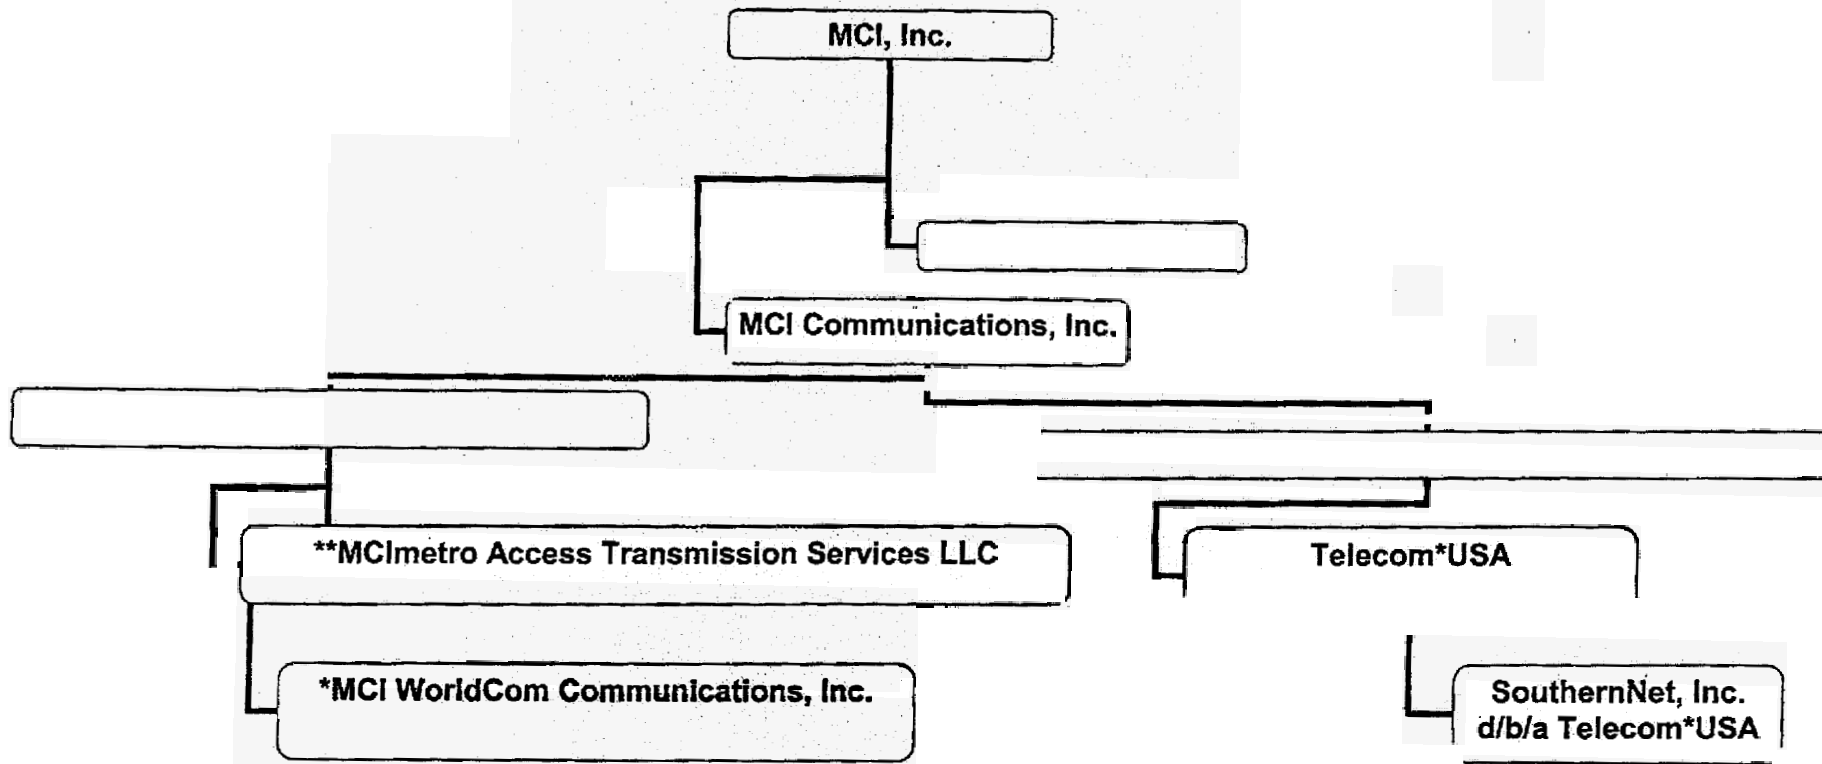 MCI, Inc.
MCI Communications, Inc.
**MCImetro Access Transmission Services LLC
Telecom*USA
*MCI WorldCom Communications, Inc.
SouthernNet, Inc.
d/b/a Telecom*USA